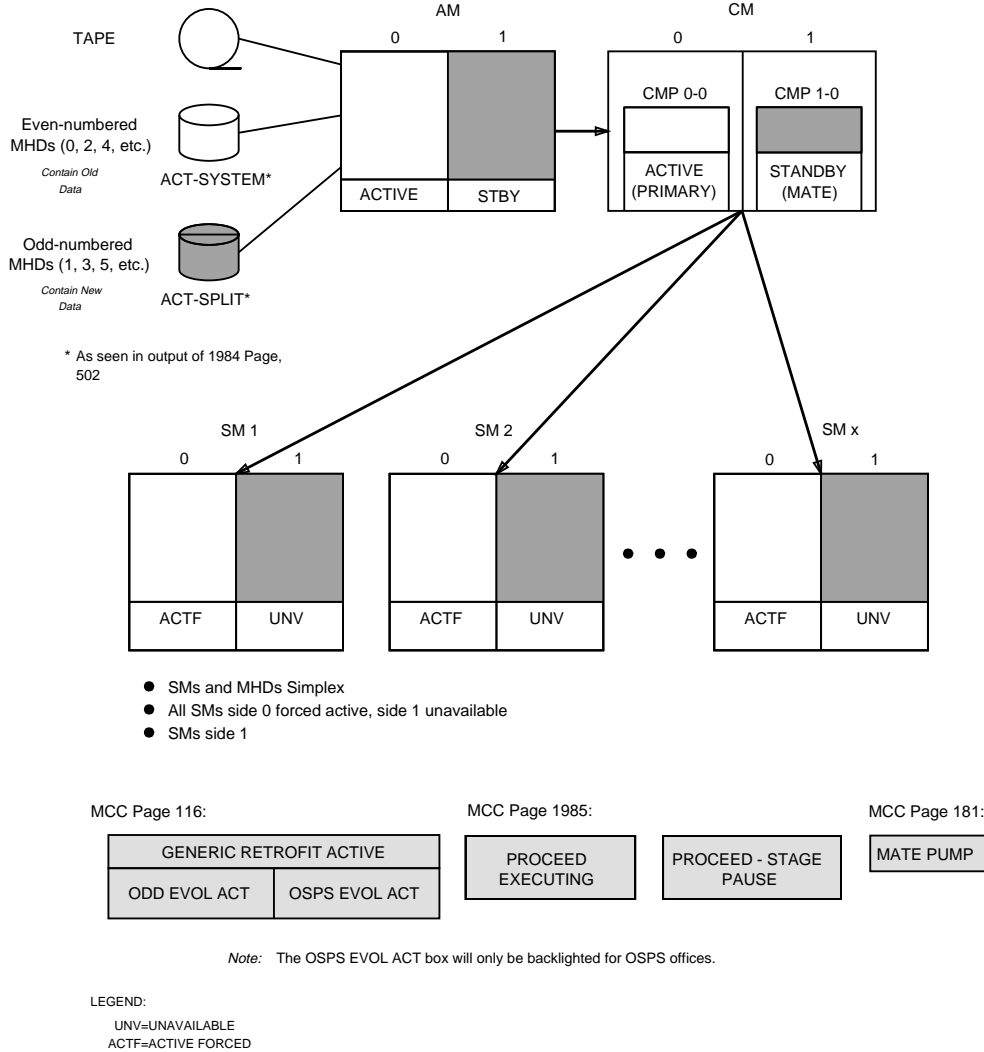 AM
CM
TAPE
0 1
0 1
CMP 0-0
CMP 1-0
Even-numbered
MHDs (0, 2, 4, etc.)
Contain Old
Data
ACT-SYSTEM*
ACTIVE
STBY
ACTIVE
(PRIMARY)
STANDBY
(MATE)
Odd-numbered
MHDs (1, 3, 5, etc.)
Contain New
Data
ACT-SPLIT*
* As seen in output of 1984 Page,
502
SM 1
0 1
ACTF
UNV
SM 2
0 1
ACTF
UNV
SM x
0 1
ACTF
UNV
● SMs and MHDs Simplex
● All SMs side 0 forced active, side 1 unavailable
● SMs side 1
MCC Page 116:
GENERIC RETROFIT ACTIVE
ODD EVOL ACT
OSPS EVOL ACT
MCC Page 1985:
PROCEED
EXECUTING
PROCEED - STAGE
PAUSE
MCC Page 181:
MATE PUMP
Note: The OSPS EVOL ACT box will only be backlighted for OSPS offices.
LEGEND:
UNV=UNAVAILABLE
ACTF=ACTIVE FORCED